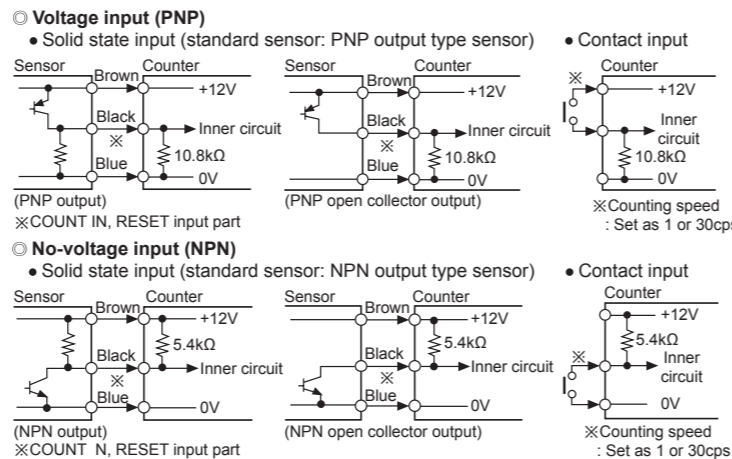 ◎ Voltage input (PNP)
● Solid state input (standard sensor: PNP output type sensor)
● Contact input
Sensor
Counter
Brown
+12V
Black
※
Inner circuit
10.8kΩ
Blue
0V
(PNP output)
※COUNT IN, RESET input part
Sensor
Counter
Brown
+12V
Black
※
Inner circuit
10.8kΩ
Blue
0V
(PNP open collector output)
Counter
※
+12V
Inner
circuit
10.8kΩ
0V
※Counting speed
: Set as 1 or 30cps
◎ No-voltage input (NPN)
● Solid state input (standard sensor: NPN output type sensor)
● Contact input
Sensor
Counter
Brown
+12V
5.4kΩ
Black
※
Inner circuit
Blue
0V
(NPN output)
※COUNT N, RESET input part
Sensor
Counter
Brown
+12V
5.4kΩ
Black
※
Inner circuit
Blue
0V
(NPN open collector output)
Counter
+12V
5.4kΩ
※
Inner
circuit
0V
※Counting speed
: Set as 1 or 30cps